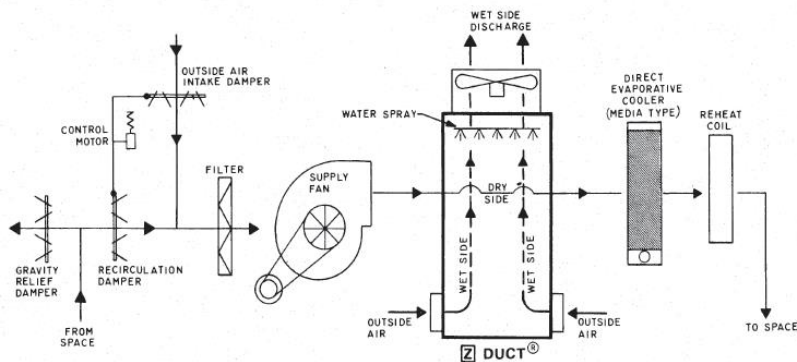 WET SIDE
DISCHARGE
OUTSIDE AIR
INTAKE DAMPER
CONTROL
MOTOR
WATER SPRAY
DIRECT
EVAPORATIVE
COOLER
(MEDIA TYPE)
REHEAT
COIL
FILTER
SUPPLY
FAN
DRY
SIDE
WET SIDE
WET SIDE
GRAVITY
RELIEF
DAMPER
RECIRCULATION
DAMPER
FROM
SPACE
OUTSIDE
AIR
OUTSIDE
AIR
TO SPACE
Z DUCT®